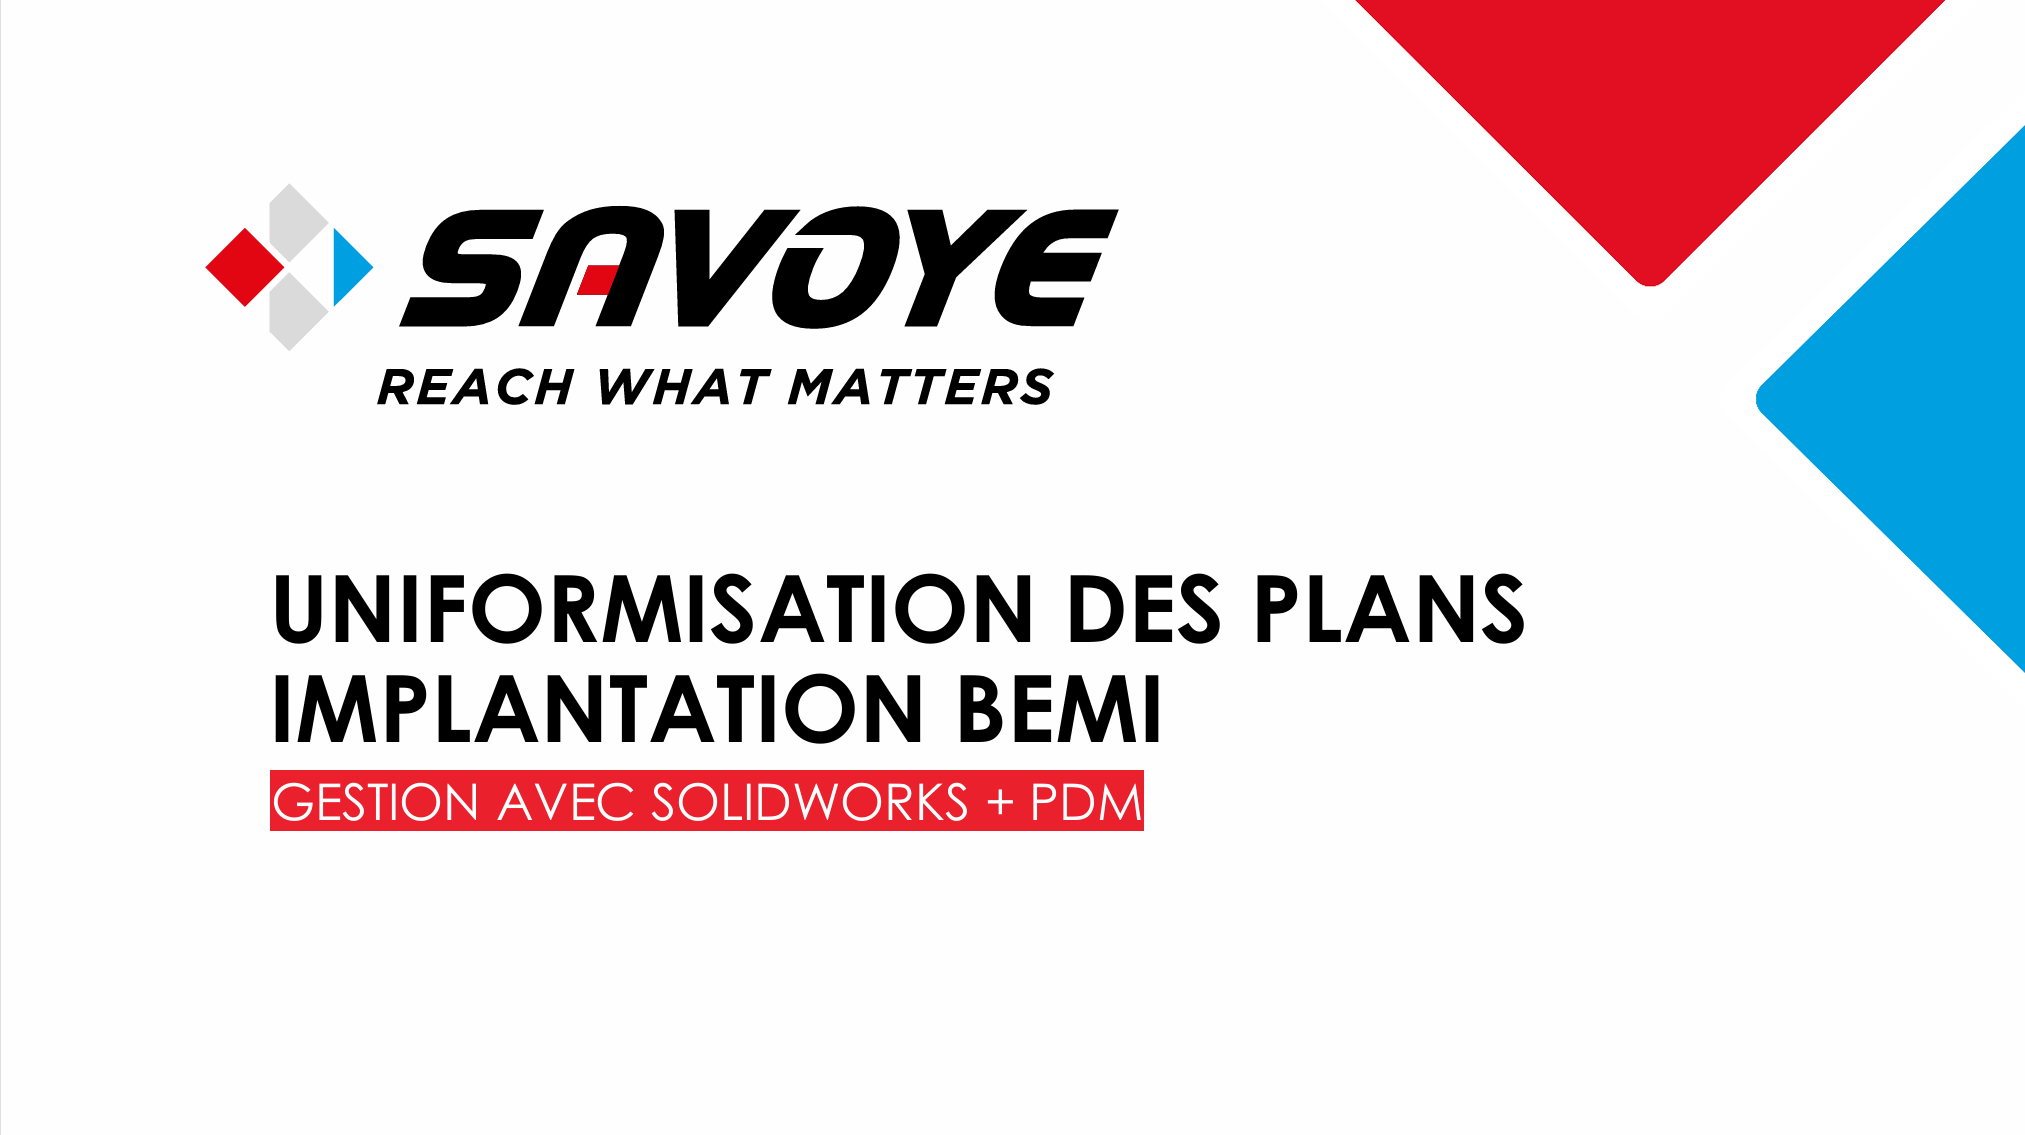 SAVOYE
REACH WHAT MATTERS
UNIFORMISATION DES PLANS
IMPLANTATION BEMI
GESTION AVEC SOLIDWORKS + PDM